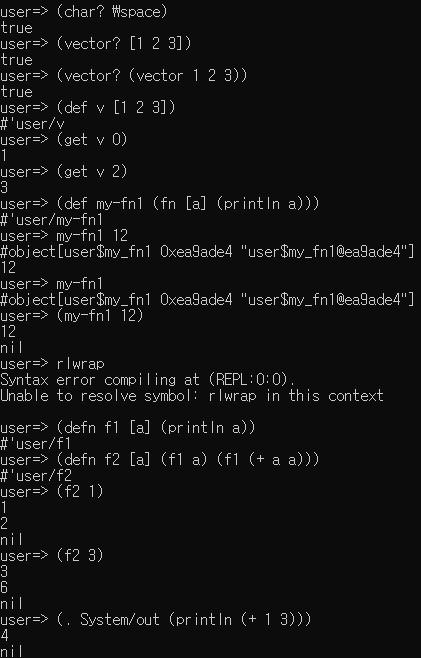 user=> (char? ₩space)
true
user=> (vector? [1 2 3])
true
user=> (vector? (vector 1 2 3))
true
user=> (def v [1 2 3])
#'user/v
user=> (get v 0)
1
user=> (get v 2)
3
user=> (def my-fn1 (fn [a] (println a)))
#'user/my-fn1
user=> my-fn1 12
#object[user$my_fn1 0xea9ade4 "user$my_fn1@ea9ade4"]
12
user=> my-fn1
#object[user$my_fn1 0xea9ade4 "user$my_fn1@ea9ade4"]
user=> (my-fn1 12)
12
nil
user=> rlwrap
Syntax error compiling at (REPL:0:0).
Unable to resolve symbol: rlwrap in this context
user=> (defn f1 [a] (println a))
#'user/f1
user=> (defn f2 [a] (f1 a) (f1 (+ a a)))
#'user/f2
user=> (f2 1)
1
2
nil
user=> (f2 3)
3
6
nil
user=> (. System/out (println (+ 1 3)))
4
nil